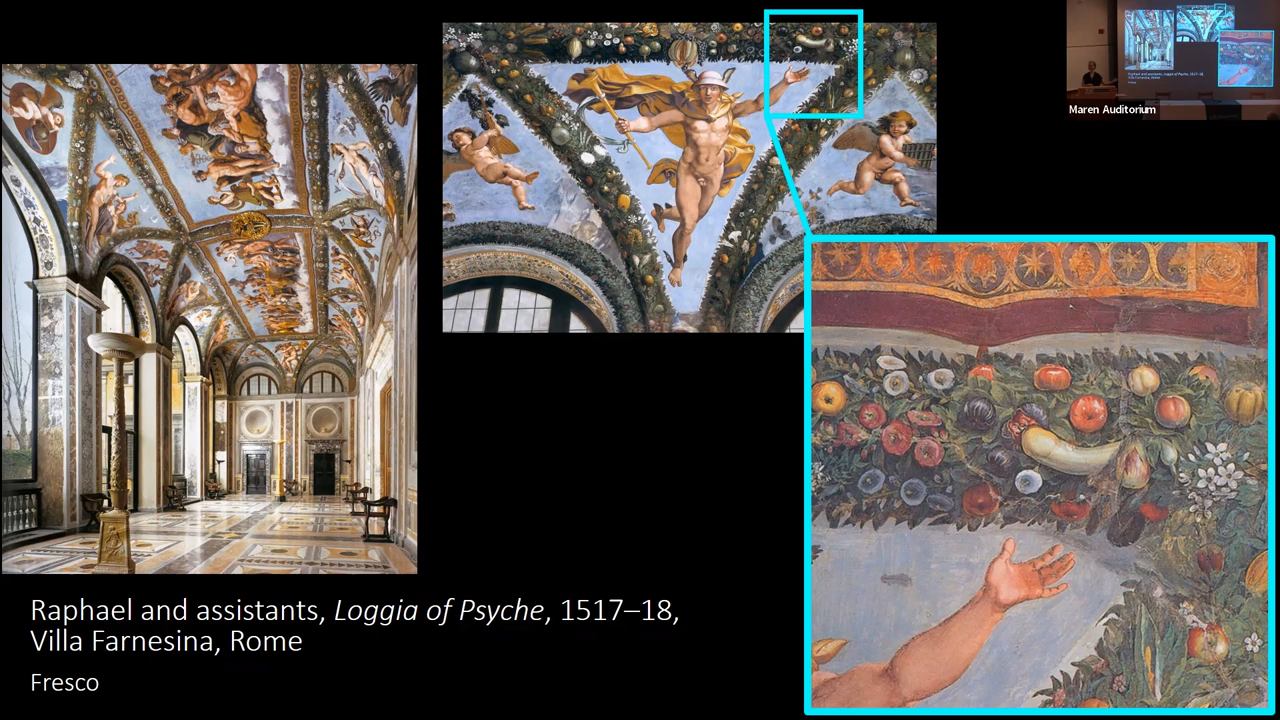 Maren Auditorium
Raphael and assistants, Loggia of Psyche, 1517–18,
Villa Farnesina, Rome
Fresco